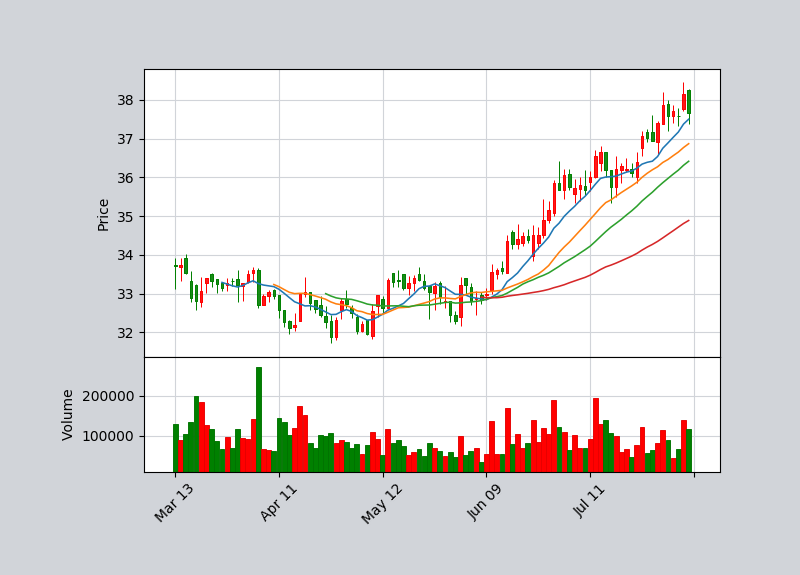 Price
38
37
36
35
34
33
32
Volume
200000
100000
Mar 13
Apr 11
May 12
Jun 09
Jul 11